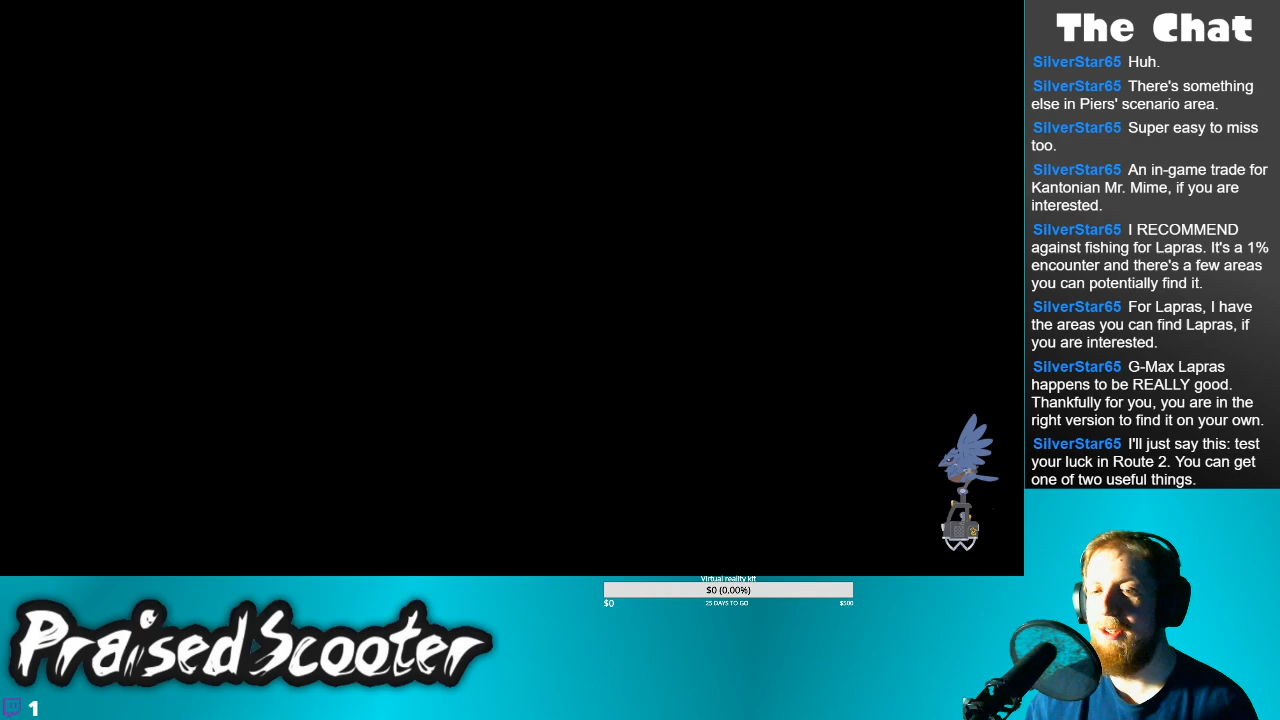 The Chat
SilverStar65 Huh.
SilverStar65 There's something
else in Piers' scenario area.
SilverStar65 Super easy to miss
too.
SilverStar65 An in-game trade for
Kantonian Mr. Mime, if you are
interested.
SilverStar65 I RECOMMEND
against fishing for Lapras. It's a 1%
encounter and there's a few areas
you can potentially find it.
SilverStar65 For Lapras, I have
the areas you can find Lapras, if
you are interested.
SilverStar65 G-Max Lapras
happens to be REALLY good.
Thankfully for you, you are in the
right version to find it on your own.
SilverStar65 I'll just say this: test
your luck in Route 2. You can get
one of two useful things.
Virtual reality kit
$0 (0.00%)
$0 25 DAYS TO GO $500
Praised Scooter
1